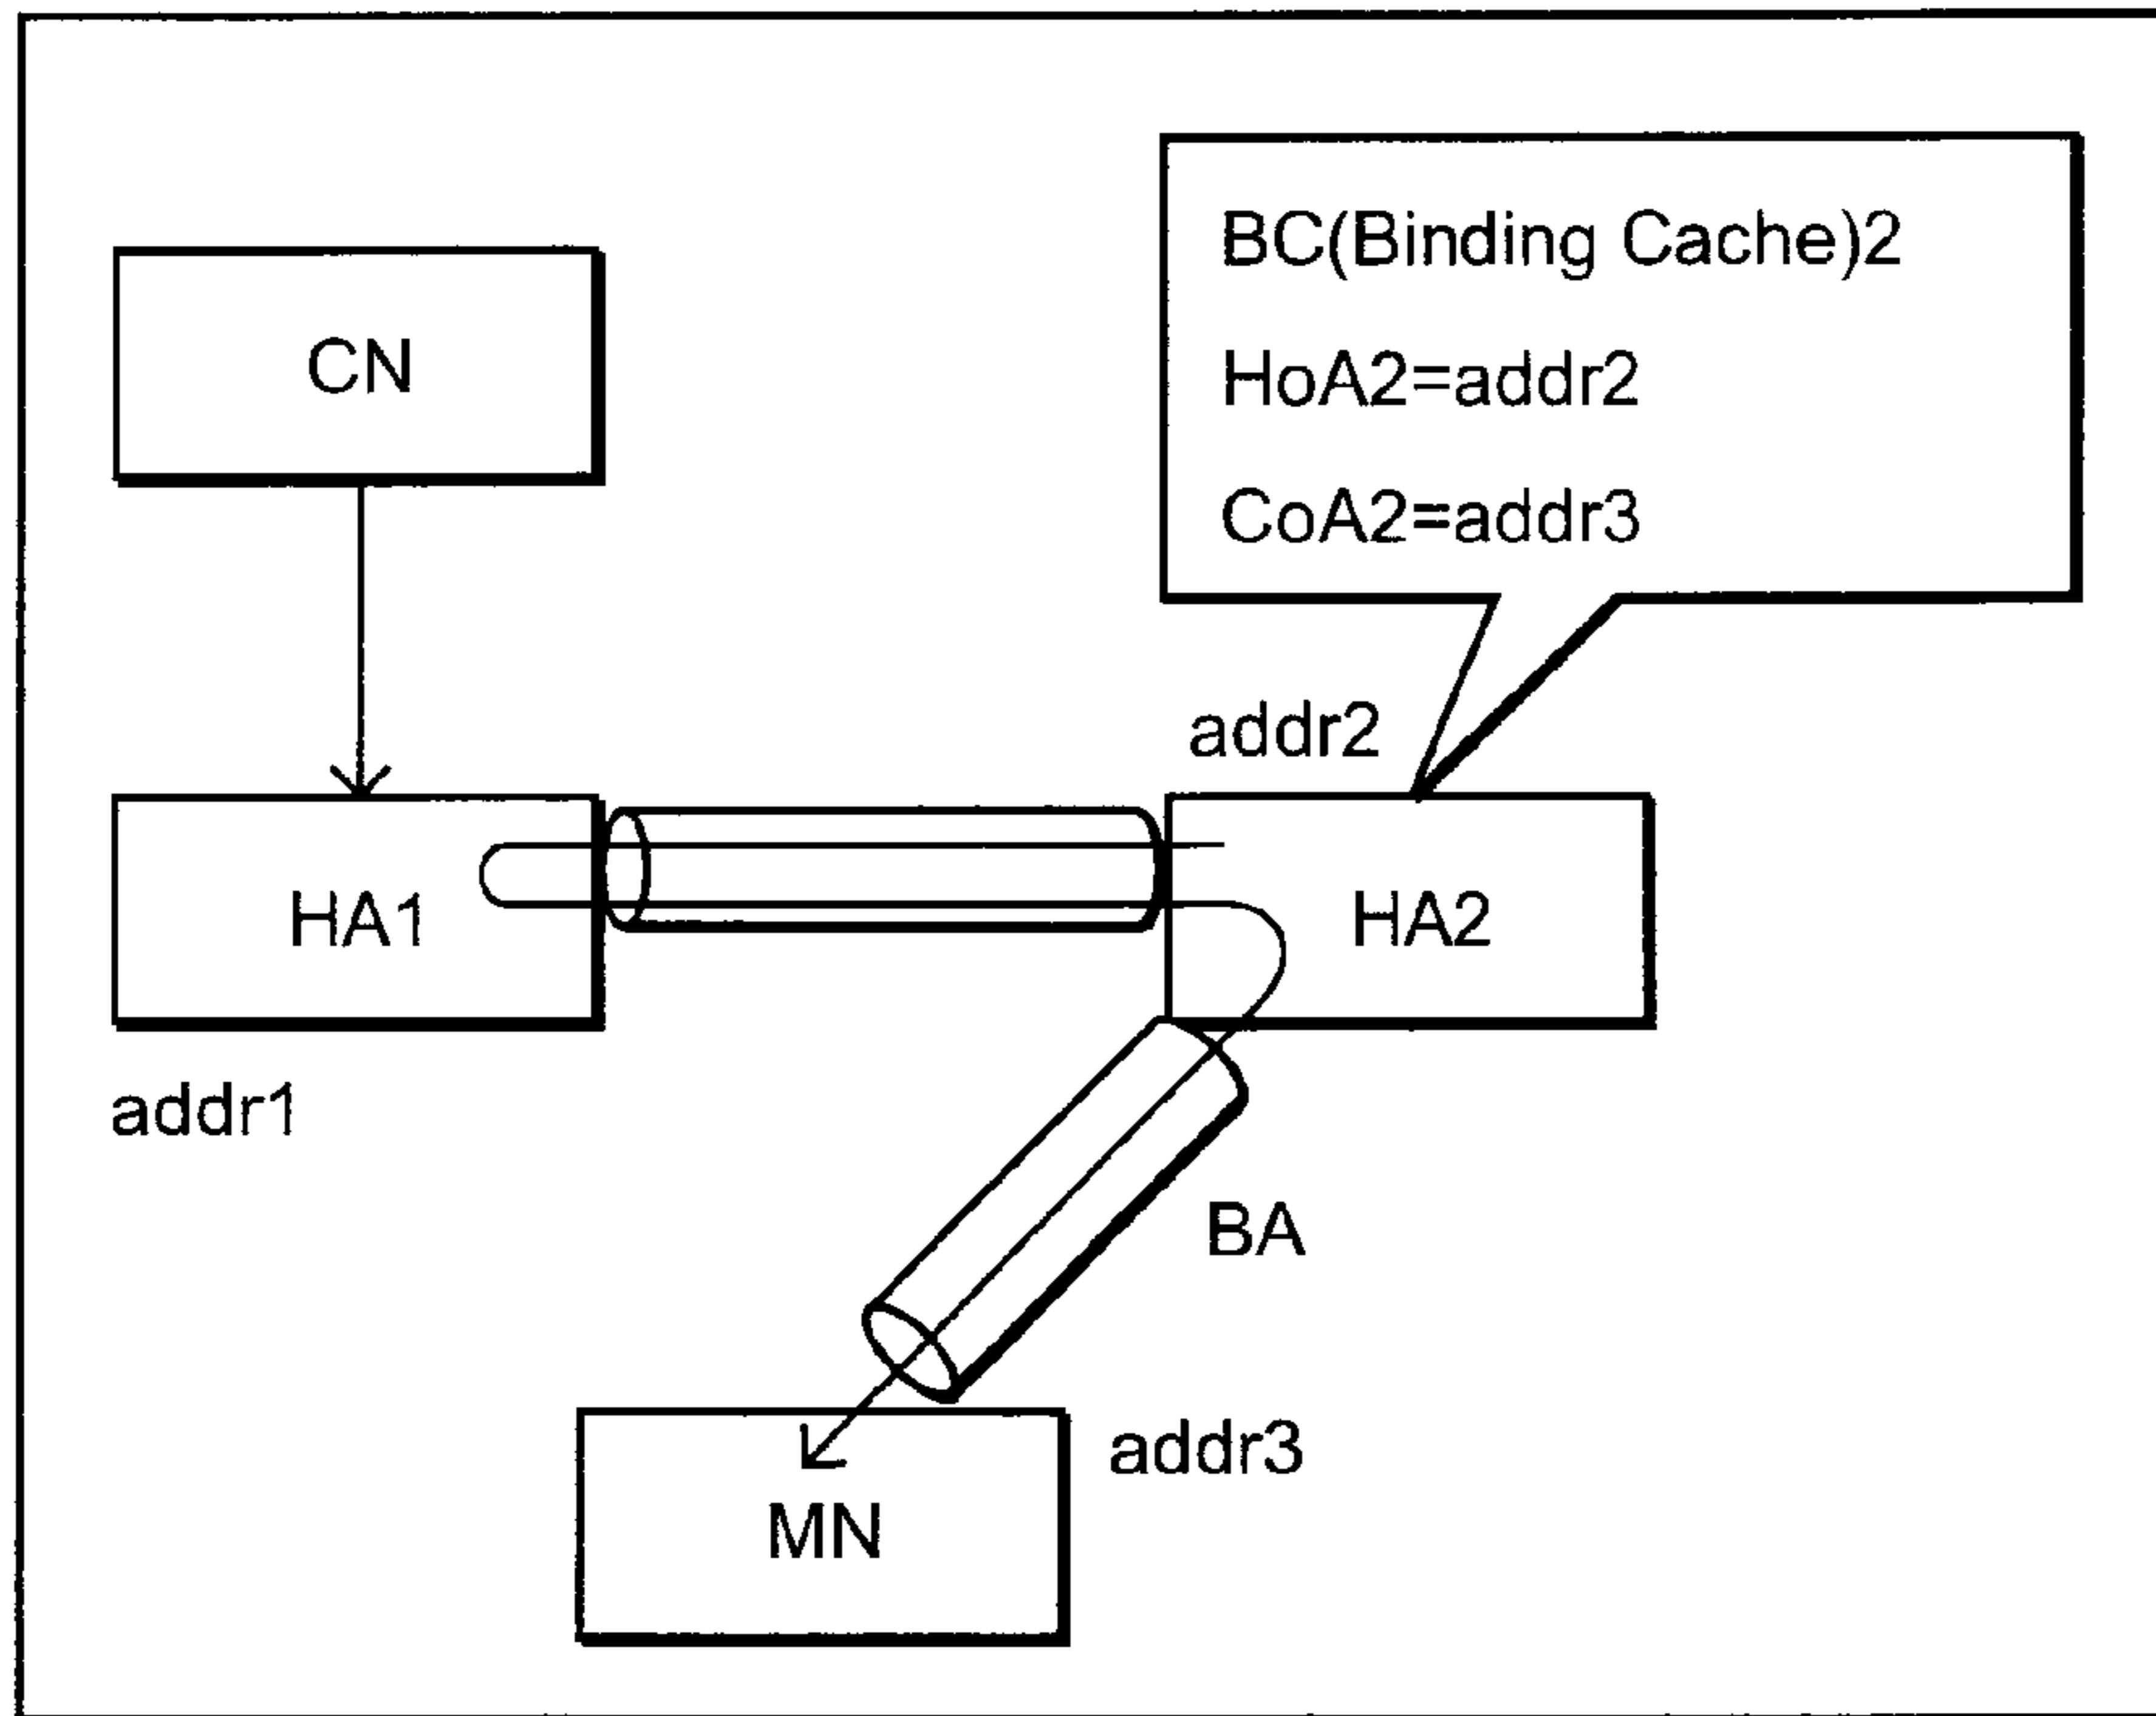 BC(Binding Cache)2
HoA2=addr2
CoA2=addr3
CN
addr2
HA1
HA2
addr1
BA
addr3
MN